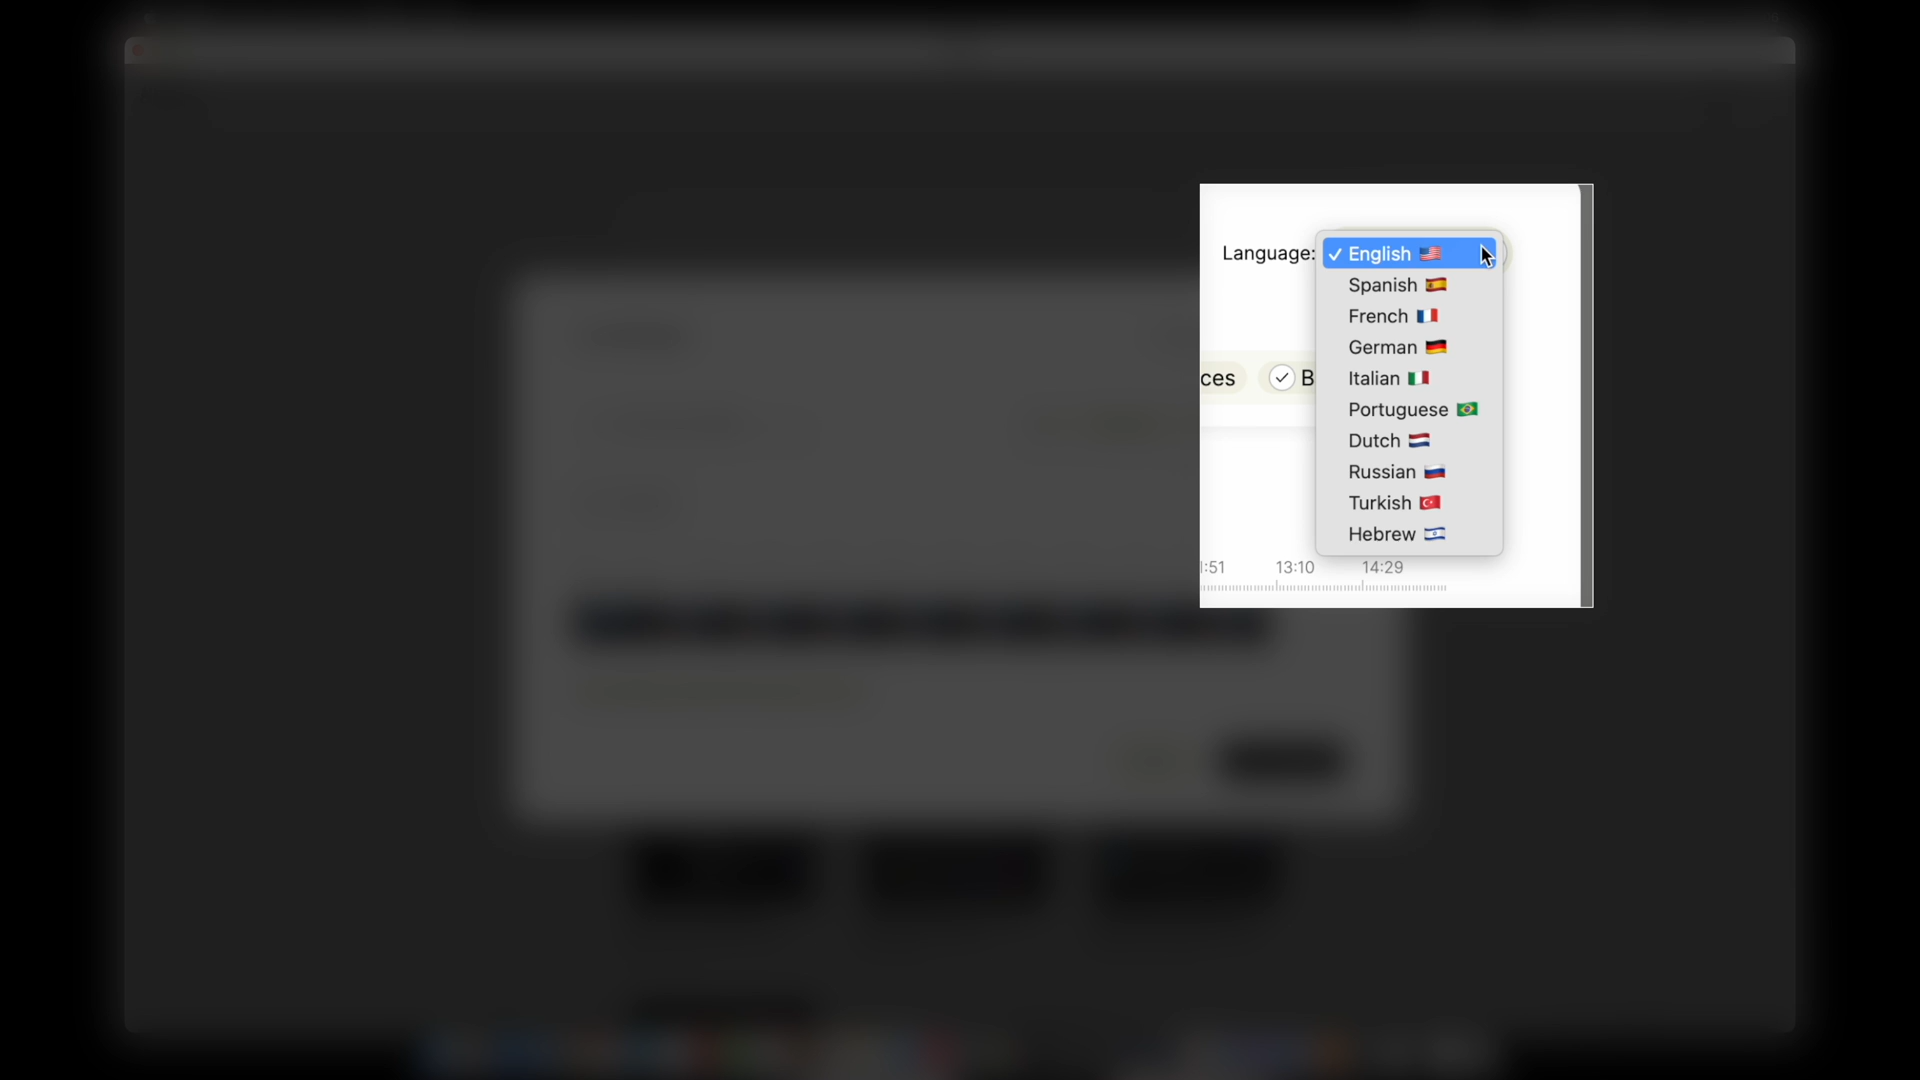 Language: ✓ English 🇺🇸
Spanish 🇪🇸
French 🇫🇷
German 🇩🇪
ces ✓ B
Italian 🇮🇹
Portuguese 🇧🇷
Dutch 🇳🇱
Russian 🇷🇺
Turkish 🇹🇷
Hebrew 🇮🇱
:51 13:10 14:29